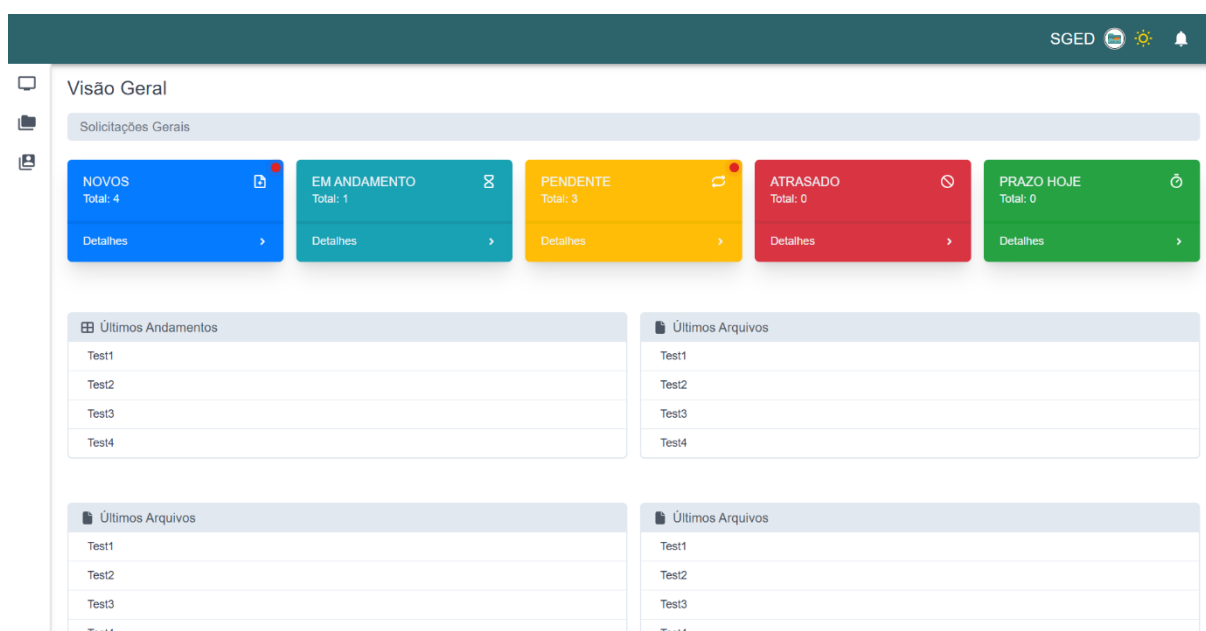 SGED
Visão Geral
Solicitações Gerais
NOVOS
Total: 4
Detalhes
EM ANDAMENTO
Total: 1
Detalhes
PENDENTE
Total: 3
Detalhes
ATRASADO
Total: 0
Detalhes
PRAZO HOJE
Total: 0
Detalhes
Últimos Andamentos
Test1
Test2
Test3
Test4
Últimos Arquivos
Test1
Test2
Test3
Test4
Últimos Arquivos
Test1
Test2
Test3
Últimos Arquivos
Test1
Test2
Test3